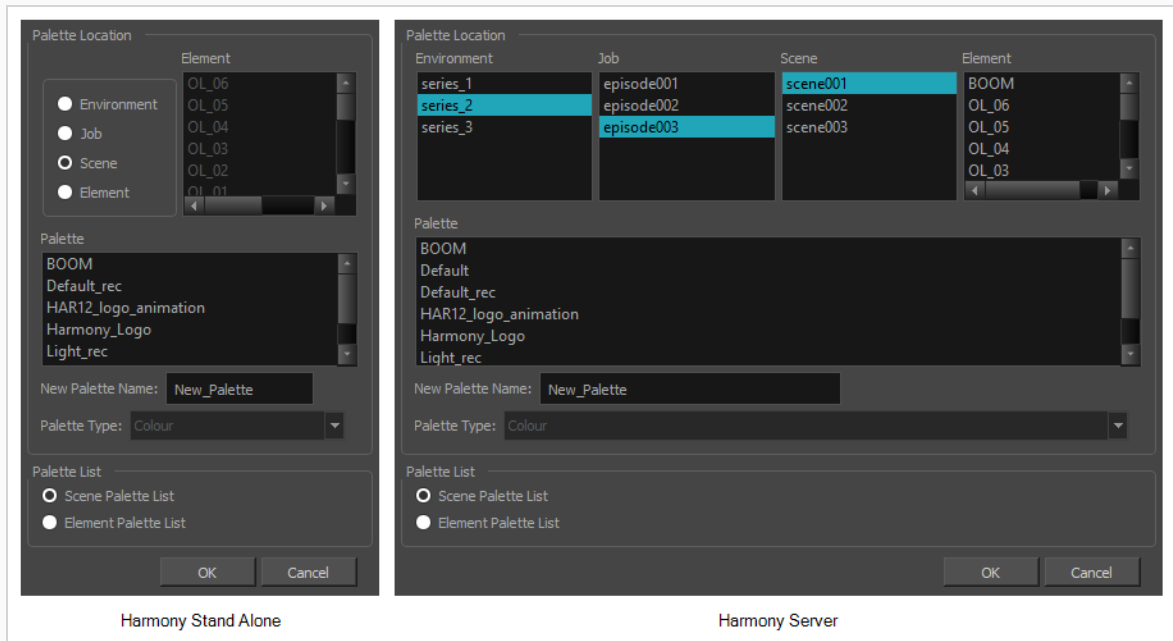 Palette Location
Element
Environment
Job
Scene
Element
OL_06
OL_05
OL_04
OL_03
OL_02
OL_01
Palette
BOOM
Default_rec
HAR12_logo_animation
Harmony_Logo
Light_rec
New Palette Name: New_Palette
Palette Type: Colour
Palette List
Scene Palette List
Element Palette List
OK Cancel
Harmony Stand Alone
Palette Location
Environment Job Scene Element
series_1 episode001 scene001 BOOM
series_2 episode002 scene002 OL_06
series_3 episode003 scene003 OL_05
OL_04
OL_03
Palette
BOOM
Default
Default_rec
HAR12_logo_animation
Harmony_Logo
Light_rec
New Palette Name: New_Palette
Palette Type: Colour
Palette List
Scene Palette List
Element Palette List
OK Cancel
Harmony Server